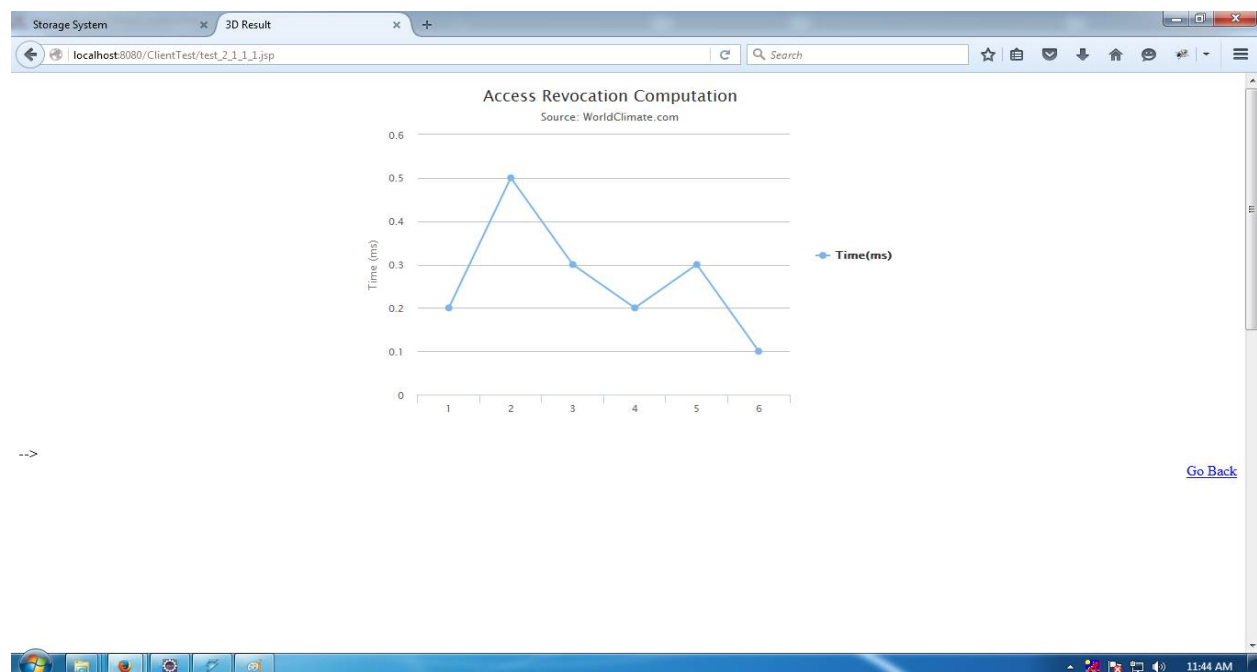 Storage System × 3D Result × +
localhost:8080/ClientTest/test_2_1_1_1.jsp Search
Access Revocation Computation
Source: WorldClimate.com
Time (ms)
0.6
0.5
0.4
0.3
0.2
0.1
0
1 2 3 4 5 6
Time(ms)
-->
Go Back
11:44 AM